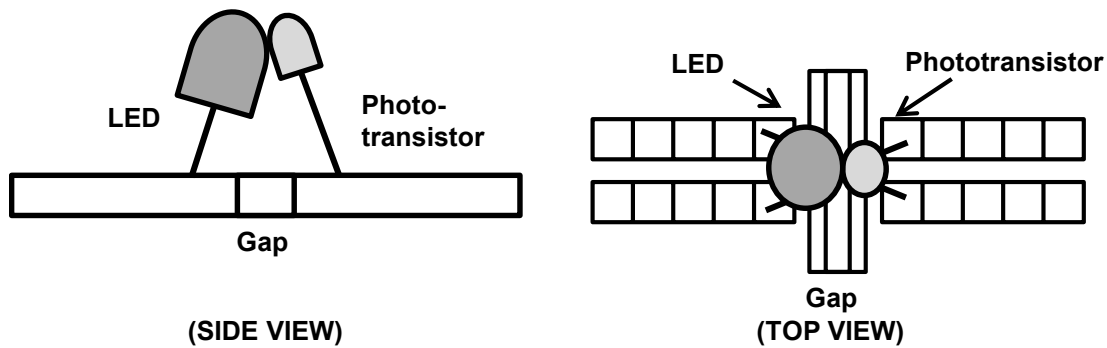 LED
Photo-
transistor
Gap
(SIDE VIEW)
LED
Phototransistor
Gap
(TOP VIEW)